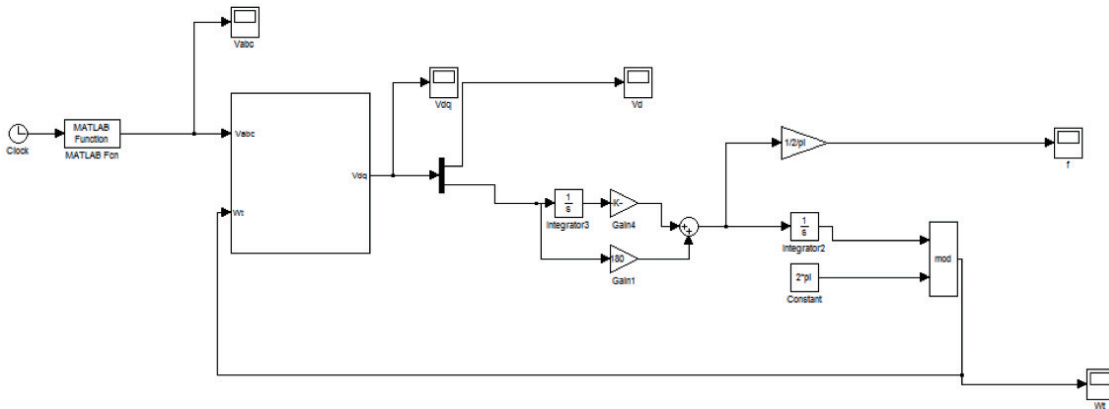 Vabc
Vdq
Vd
MATLAB
Function
Clock
MATLAB Fcn
Vabc
Vdq
Wt
1/2/pi
f
1
s
Integrator3
-K-
Gain4
+
+
180
Gain1
1
s
Integrator2
2*pi
Constant
mod
Wt